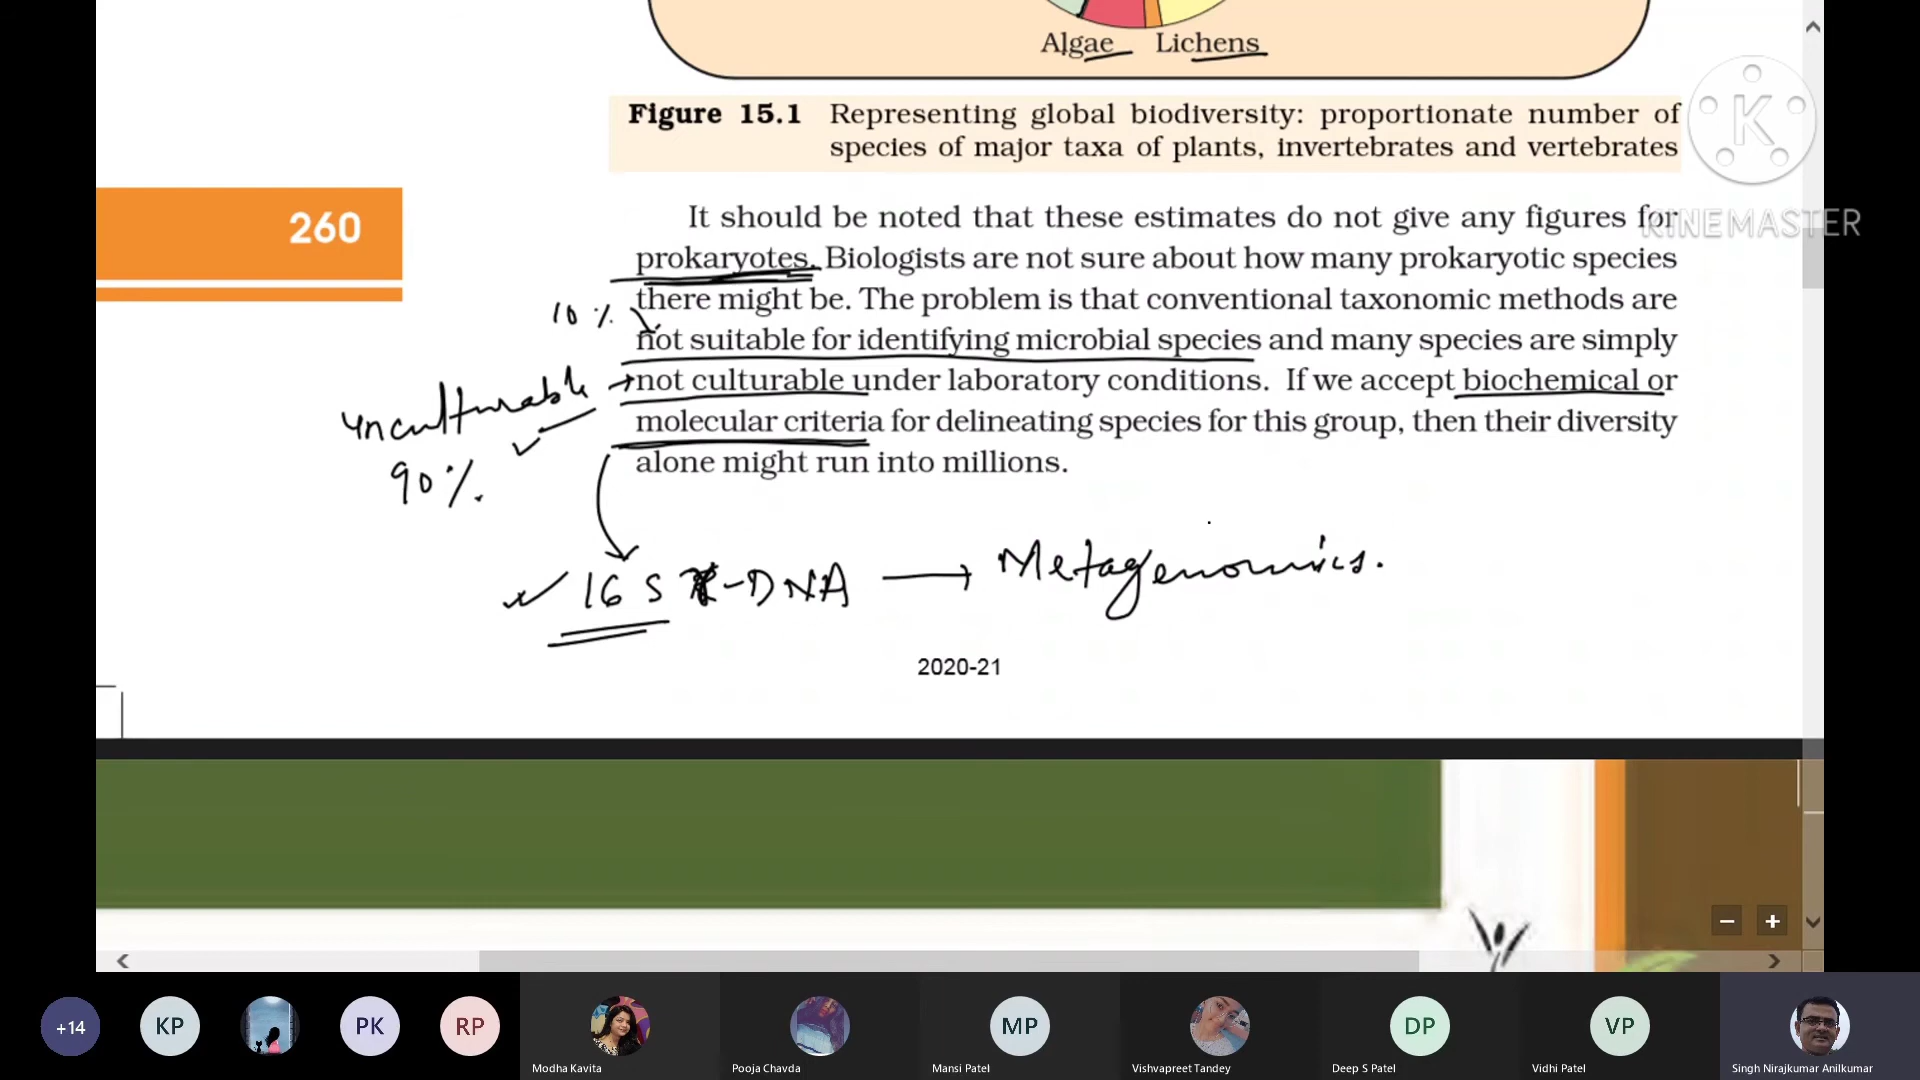 Algae Lichens
Figure 15.1 Representing global biodiversity: proportionate number of
species of major taxa of plants, invertebrates and vertebrates
K
KINEMASTER
260
It should be noted that these estimates do not give any figures for
prokaryotes. Biologists are not sure about how many prokaryotic species
there might be. The problem is that conventional taxonomic methods are
10 %
not suitable for identifying microbial species and many species are simply
unculturable
not culturable under laboratory conditions. If we accept biochemical or
molecular criteria for delineating species for this group, then their diversity
90%.
alone might run into millions.
16 S r-DNA → Metagenomics.
2020-21
+14 KP PK RP MP DP VP
Modha Kavita Pooja Chavda Mansi Patel Vishvapreet Tandey Deep S Patel Vidhi Patel Singh Nirajkumar Anilkumar